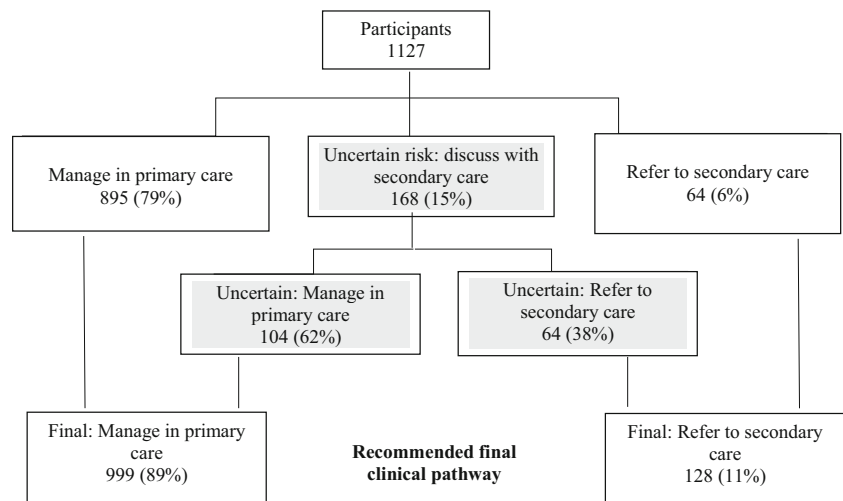 Participants
1127
Manage in primary care
895 (79%)
Uncertain risk: discuss with
secondary care
168 (15%)
Refer to secondary care
64 (6%)
Uncertain: Manage in
primary care
104 (62%)
Uncertain: Refer to
secondary care
64 (38%)
Final: Manage in primary
care
999 (89%)
Recommended final
clinical pathway
Final: Refer to secondary
care
128 (11%)